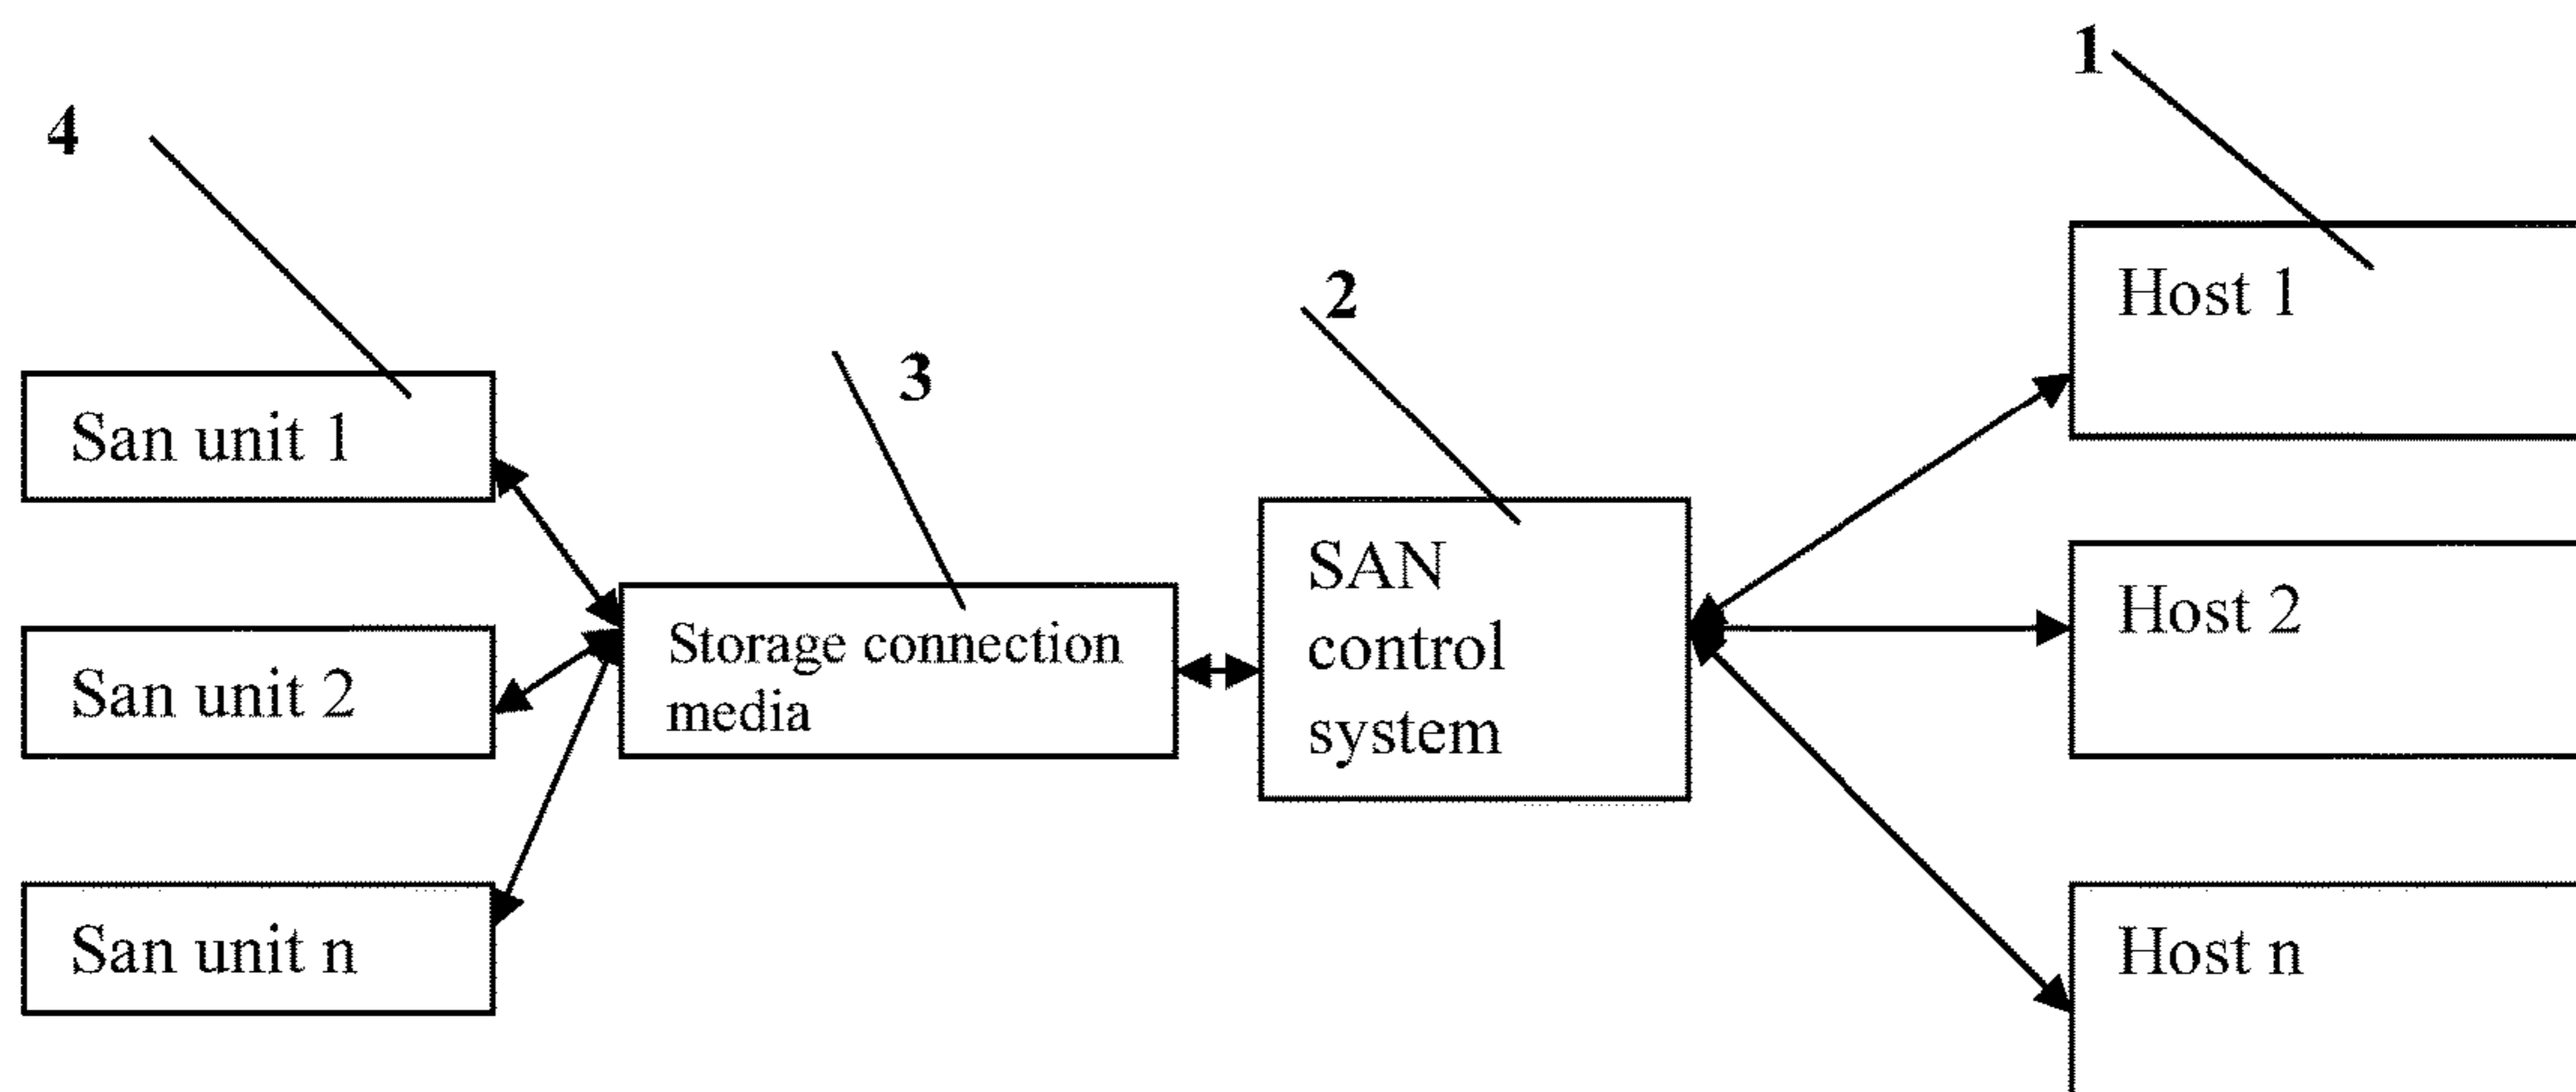 1
4
2
Host 1
3
San unit 1
SAN
control
system
Host 2
Storage connection
media
San unit 2
San unit n
Host n